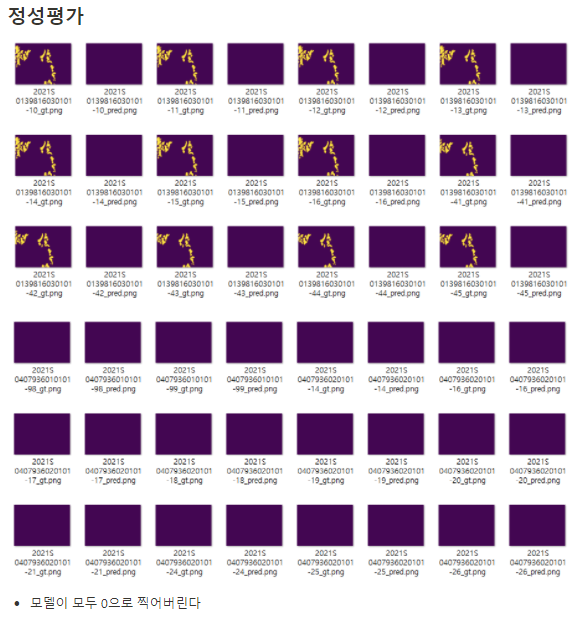 정성평가
2021S 2021S 2021S 2021S 2021S 2021S 2021S 2021S
0139816030101 0139816030101 0139816030101 0139816030101 0139816030101 0139816030101 0139816030101 0139816030101
-10_gt.png -10_pred.png -11_gt.png -11_pred.png -12_gt.png -12_pred.png -13_gt.png -13_pred.png
2021S 2021S 2021S 2021S 2021S 2021S 2021S 2021S
0139816030101 0139816030101 0139816030101 0139816030101 0139816030101 0139816030101 0139816030101 0139816030101
-14_gt.png -14_pred.png -15_gt.png -15_pred.png -16_gt.png -16_pred.png -41_gt.png -41_pred.png
2021S 2021S 2021S 2021S 2021S 2021S 2021S 2021S
0139816030101 0139816030101 0139816030101 0139816030101 0139816030101 0139816030101 0139816030101 0139816030101
-42_gt.png -42_pred.png -43_gt.png -43_pred.png -44_gt.png -44_pred.png -45_gt.png -45_pred.png
2021S 2021S 2021S 2021S 2021S 2021S 2021S 2021S
0407936010101 0407936010101 0407936010101 0407936010101 0407936020101 0407936020101 0407936020101 0407936020101
-98_gt.png -98_pred.png -99_gt.png -99_pred.png -14_gt.png -14_pred.png -16_gt.png -16_pred.png
2021S 2021S 2021S 2021S 2021S 2021S 2021S 2021S
0407936020101 0407936020101 0407936020101 0407936020101 0407936020101 0407936020101 0407936020101 0407936020101
-17_gt.png -17_pred.png -18_gt.png -18_pred.png -19_gt.png -19_pred.png -20_gt.png -20_pred.png
2021S 2021S 2021S 2021S 2021S 2021S 2021S 2021S
0407936020101 0407936020101 0407936020101 0407936020101 0407936020101 0407936020101 0407936020101 0407936020101
-21_gt.png -21_pred.png -24_gt.png -24_pred.png -25_gt.png -25_pred.png -26_gt.png -26_pred.png
• 모델이 모두 0으로 찍어버린다